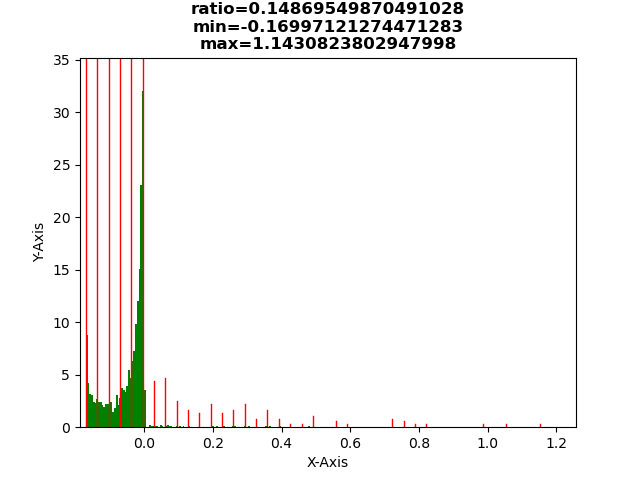 ratio=0.14869549870491028
min=-0.16997121274471283
max=1.1430823802947998
35
30
25
20
15
10
5
0
Y-Axis
0.0 0.2 0.4 0.6 0.8 1.0 1.2
X-Axis